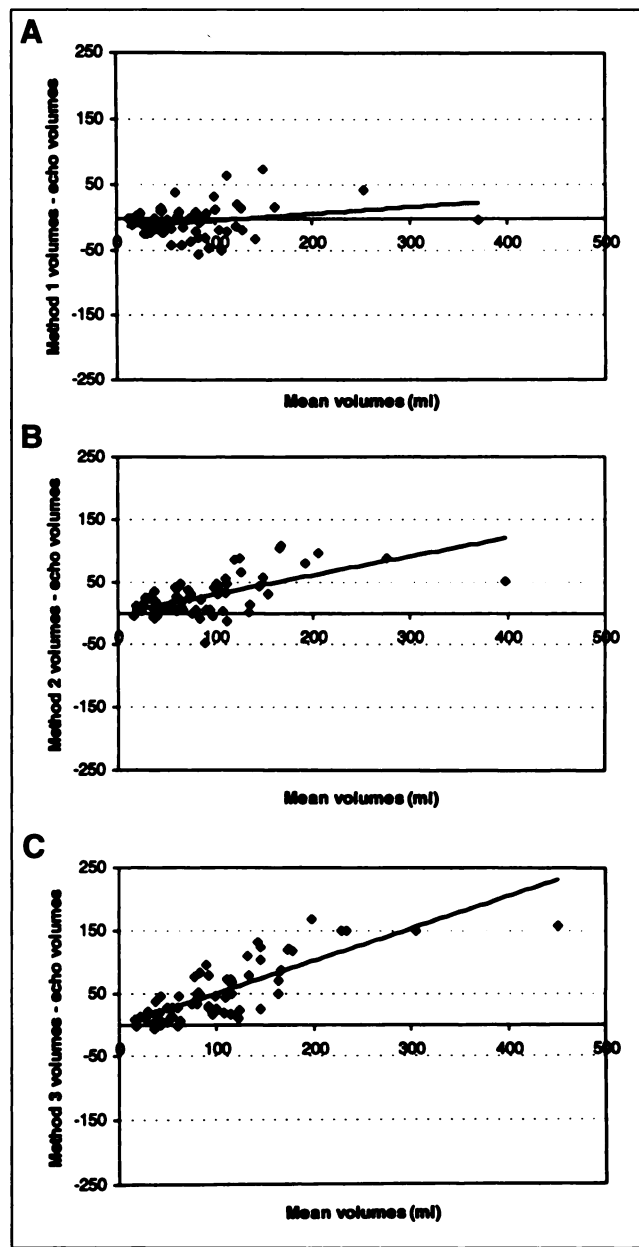 A
Method 1 volumes - echo volumes
250
150
50
-50
-150
-250
0 100 200 300 400 500
Mean volumes (ml)
B
Method 2 volumes - echo volumes
250
150
50
-50
-150
-250
0 100 200 300 400 500
Mean volumes (ml)
C
Method 3 volumes - echo volumes
250
150
50
-50
-150
-250
0 100 200 300 400 500
Mean volumes (ml)